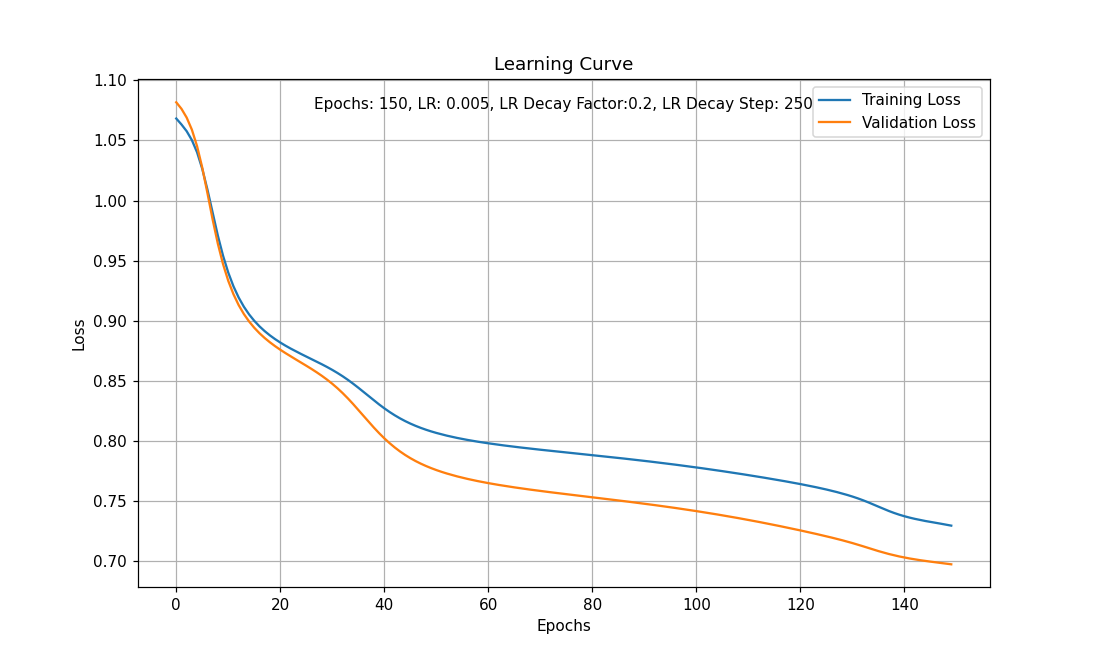 Learning Curve
Epochs: 150, LR: 0.005, LR Decay Factor:0.2, LR Decay Step: 250
Training Loss
Validation Loss
Loss
1.10
1.05
1.00
0.95
0.90
0.85
0.80
0.75
0.70
0 20 40 60 80 100 120 140
Epochs